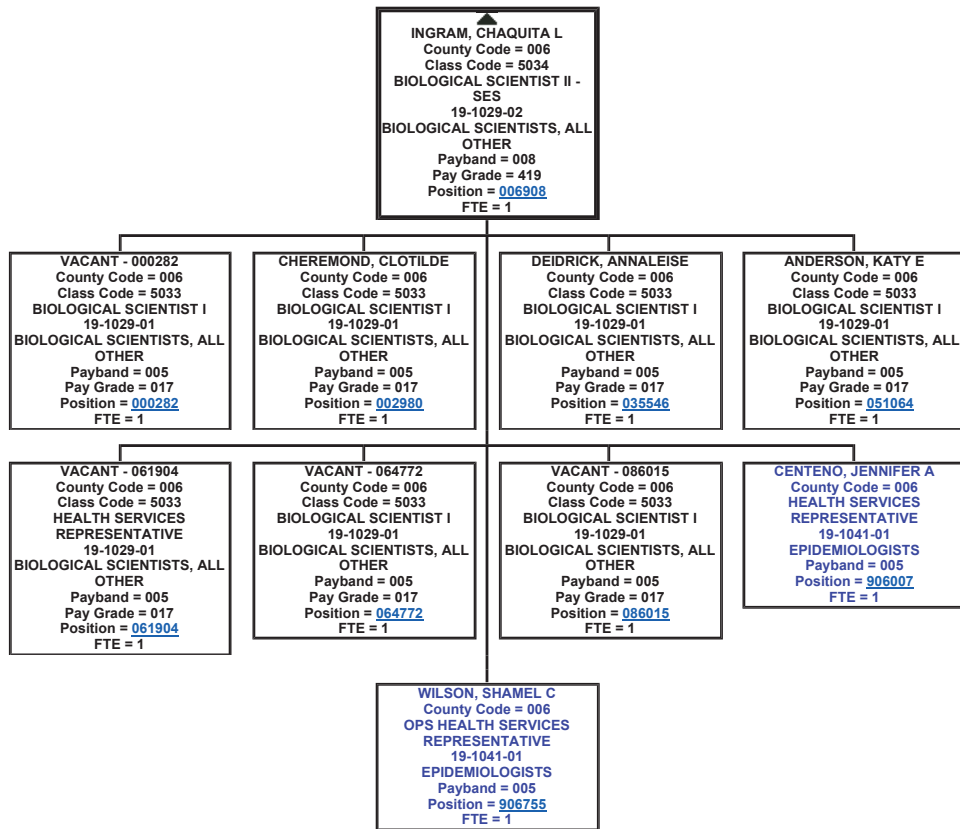 INGRAM, CHAQUITA L
County Code = 006
Class Code = 5034
BIOLOGICAL SCIENTIST II -
SES
19-1029-02
BIOLOGICAL SCIENTISTS, ALL
OTHER
Payband = 008
Pay Grade = 419
Position = 006908
FTE = 1
VACANT - 000282
County Code = 006
Class Code = 5033
BIOLOGICAL SCIENTIST I
19-1029-01
BIOLOGICAL SCIENTISTS, ALL
OTHER
Payband = 005
Pay Grade = 017
Position = 000282
FTE = 1
CHEREMOND, CLOTILDE
County Code = 006
Class Code = 5033
BIOLOGICAL SCIENTIST I
19-1029-01
BIOLOGICAL SCIENTISTS, ALL
OTHER
Payband = 005
Pay Grade = 017
Position = 002980
FTE = 1
DEIDRICK, ANNALEISE
County Code = 006
Class Code = 5033
BIOLOGICAL SCIENTIST I
19-1029-01
BIOLOGICAL SCIENTISTS, ALL
OTHER
Payband = 005
Pay Grade = 017
Position = 035546
FTE = 1
ANDERSON, KATY E
County Code = 006
Class Code = 5033
BIOLOGICAL SCIENTIST I
19-1029-01
BIOLOGICAL SCIENTISTS, ALL
OTHER
Payband = 005
Pay Grade = 017
Position = 051064
FTE = 1
VACANT - 061904
County Code = 006
Class Code = 5033
HEALTH SERVICES
REPRESENTATIVE
19-1029-01
BIOLOGICAL SCIENTISTS, ALL
OTHER
Payband = 005
Pay Grade = 017
Position = 061904
FTE = 1
VACANT - 064772
County Code = 006
Class Code = 5033
BIOLOGICAL SCIENTIST I
19-1029-01
BIOLOGICAL SCIENTISTS, ALL
OTHER
Payband = 005
Pay Grade = 017
Position = 064772
FTE = 1
VACANT - 086015
County Code = 006
Class Code = 5033
BIOLOGICAL SCIENTIST I
19-1029-01
BIOLOGICAL SCIENTISTS, ALL
OTHER
Payband = 005
Pay Grade = 017
Position = 086015
FTE = 1
CENTENO, JENNIFER A
County Code = 006
HEALTH SERVICES
REPRESENTATIVE
19-1041-01
EPIDEMIOLOGISTS
Payband = 005
Position = 906007
FTE = 1
WILSON, SHAMEL C
County Code = 006
OPS HEALTH SERVICES
REPRESENTATIVE
19-1041-01
EPIDEMIOLOGISTS
Payband = 005
Position = 906755
FTE = 1